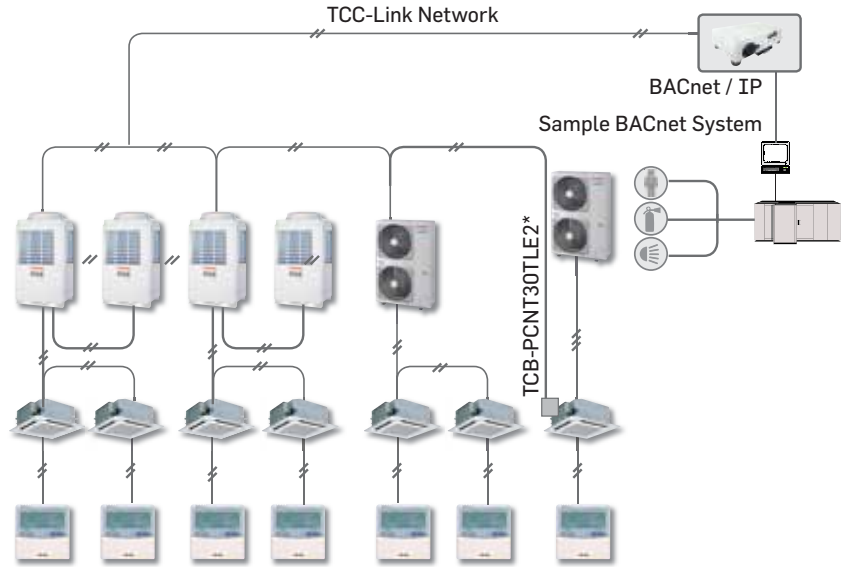 TCC-Link Network
BACnet / IP
Sample BACnet System
TCB-PCNT30TLE2*